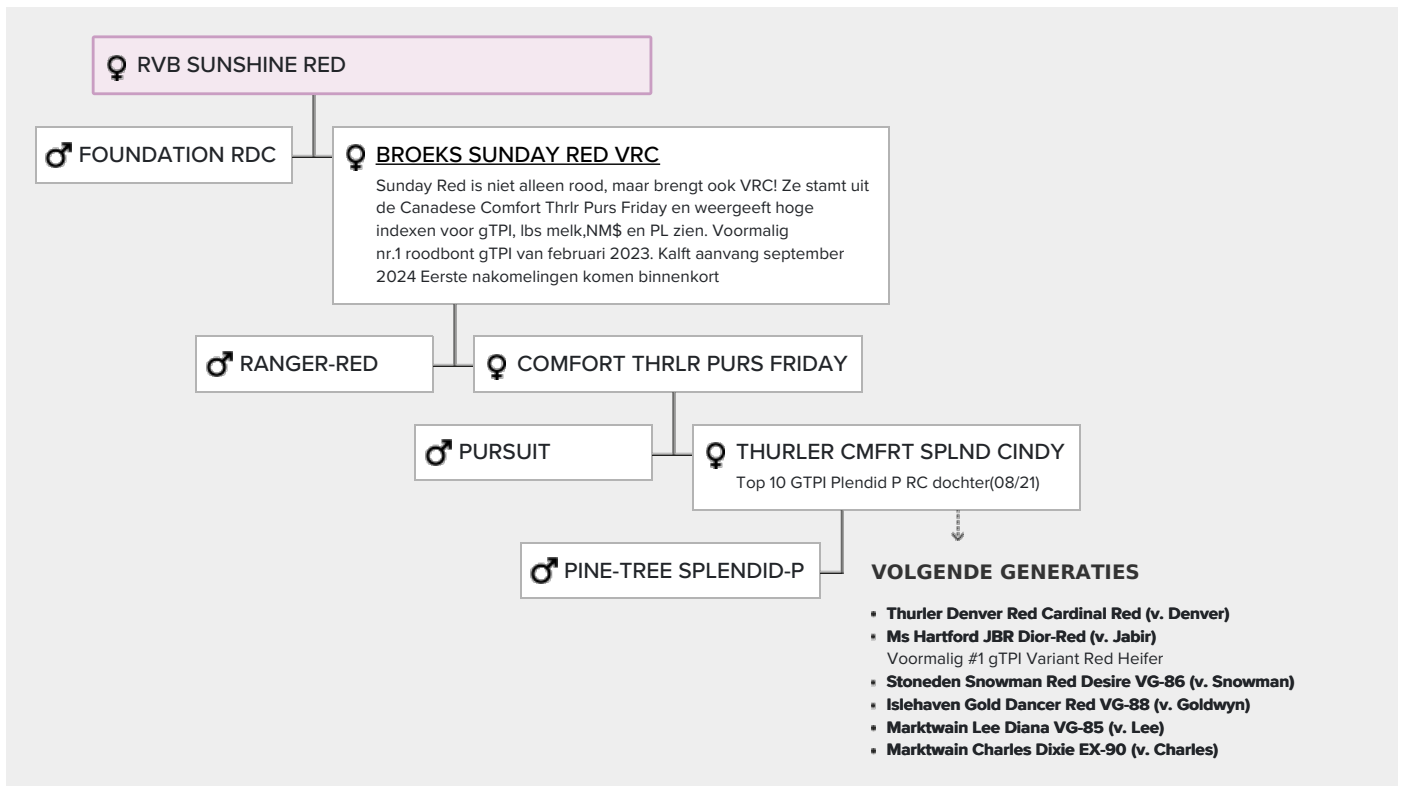 RVB SUNSHINE RED
FOUNDATION RDC
BROEKS SUNDAY RED VRC
Sunday Red is niet alleen rood, maar brengt ook VRC! Ze stamt uit
de Canadese Comfort Thrlr Purs Friday en weergeeft hoge
indexen voor gTPI, lbs melk,NM$ en PL zien. Voormalig
nr.1 roodbont gTPI van februari 2023. Kalft aanvang september
2024 Eerste nakomelingen komen binnenkort
RANGER-RED
COMFORT THRLR PURS FRIDAY
PURSUIT
THURLER CMFRT SPLND CINDY
Top 10 GTPI Plendid P RC dochter(08/21)
PINE-TREE SPLENDID-P
VOLGENDE GENERATIES
Thurler Denver Red Cardinal Red (v. Denver)
Ms Hartford JBR Dior-Red (v. Jabir)
Voormalig #1 gTPI Variant Red Heifer
Stoneden Snowman Red Desire VG-86 (v. Snowman)
Islehaven Gold Dancer Red VG-88 (v. Goldwyn)
Marktwain Lee Diana VG-85 (v. Lee)
Marktwain Charles Dixie EX-90 (v. Charles)